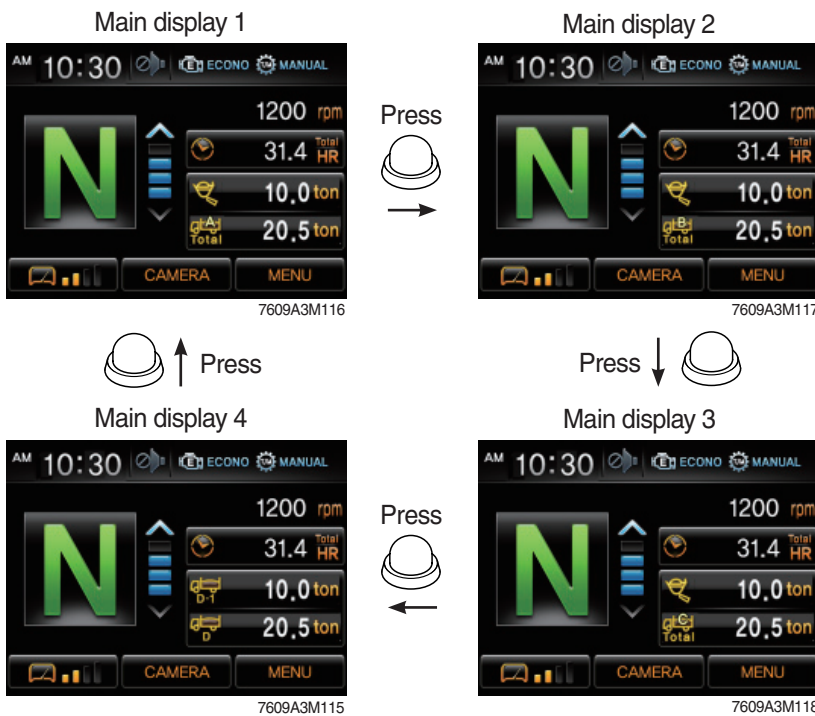 Main display 1
AM 10:30 E ECONO T/M MANUAL
1200 rpm
N
31.4 Total HR
10.0 ton
A Total 20.5 ton
CAMERA MENU
7609A3M116
Press
Main display 2
AM 10:30 E ECONO T/M MANUAL
1200 rpm
N
31.4 Total HR
10.0 ton
B Total 20.5 ton
CAMERA MENU
7609A3M117
Press
Main display 3
AM 10:30 E ECONO T/M MANUAL
1200 rpm
N
31.4 Total HR
10.0 ton
C Total 20.5 ton
CAMERA MENU
7609A3M118
Press
Main display 4
AM 10:30 E ECONO T/M MANUAL
1200 rpm
N
31.4 Total HR
D-1 10.0 ton
D 20.5 ton
CAMERA MENU
7609A3M115
Press